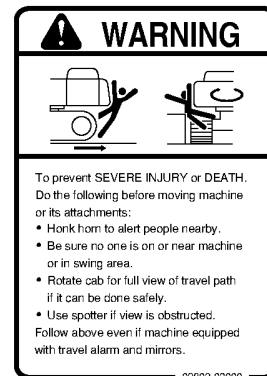 WARNING
To prevent SEVERE INJURY or DEATH.
Do the following before moving machine
or its attachments:
• Honk horn to alert people nearby.
• Be sure no one is on or near machine
or in swing area.
• Rotate cab for full view of travel path
if it can be done safely.
• Use spotter if view is obstructed.
Follow above even if machine equipped
with travel alarm and mirrors.